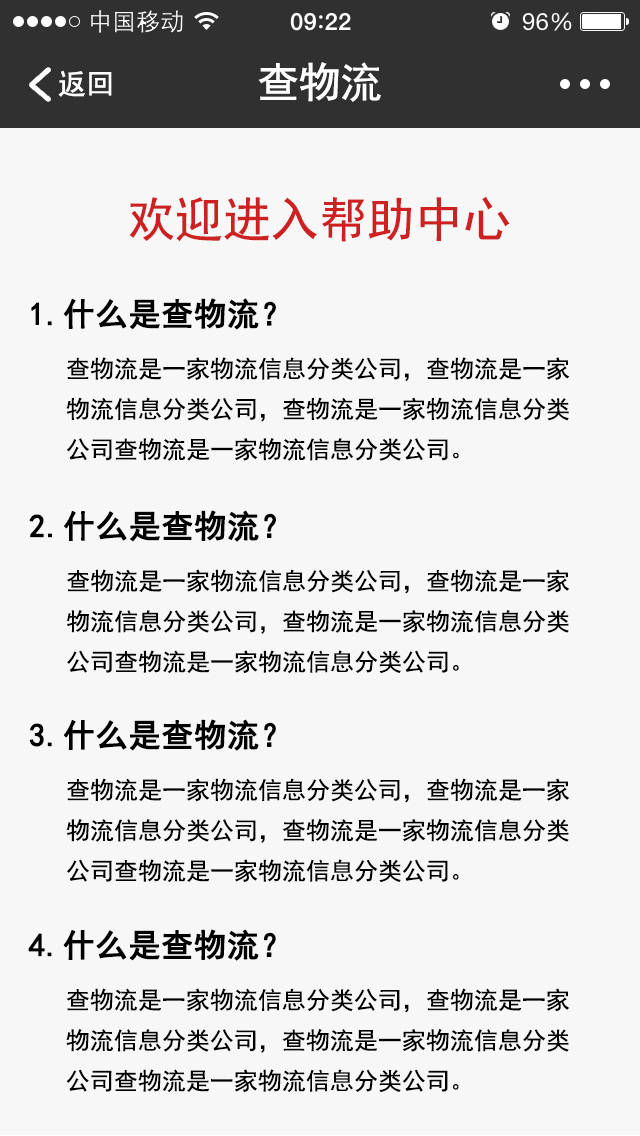 中国移动 09:22 96%
返回 查物流
欢迎进入帮助中心
1.什么是查物流？
查物流是一家物流信息分类公司，查物流是一家
物流信息分类公司，查物流是一家物流信息分类
公司查物流是一家物流信息分类公司。
2.什么是查物流？
查物流是一家物流信息分类公司，查物流是一家
物流信息分类公司，查物流是一家物流信息分类
公司查物流是一家物流信息分类公司。
3.什么是查物流？
查物流是一家物流信息分类公司，查物流是一家
物流信息分类公司，查物流是一家物流信息分类
公司查物流是一家物流信息分类公司。
4.什么是查物流？
查物流是一家物流信息分类公司，查物流是一家
物流信息分类公司，查物流是一家物流信息分类
公司查物流是一家物流信息分类公司。